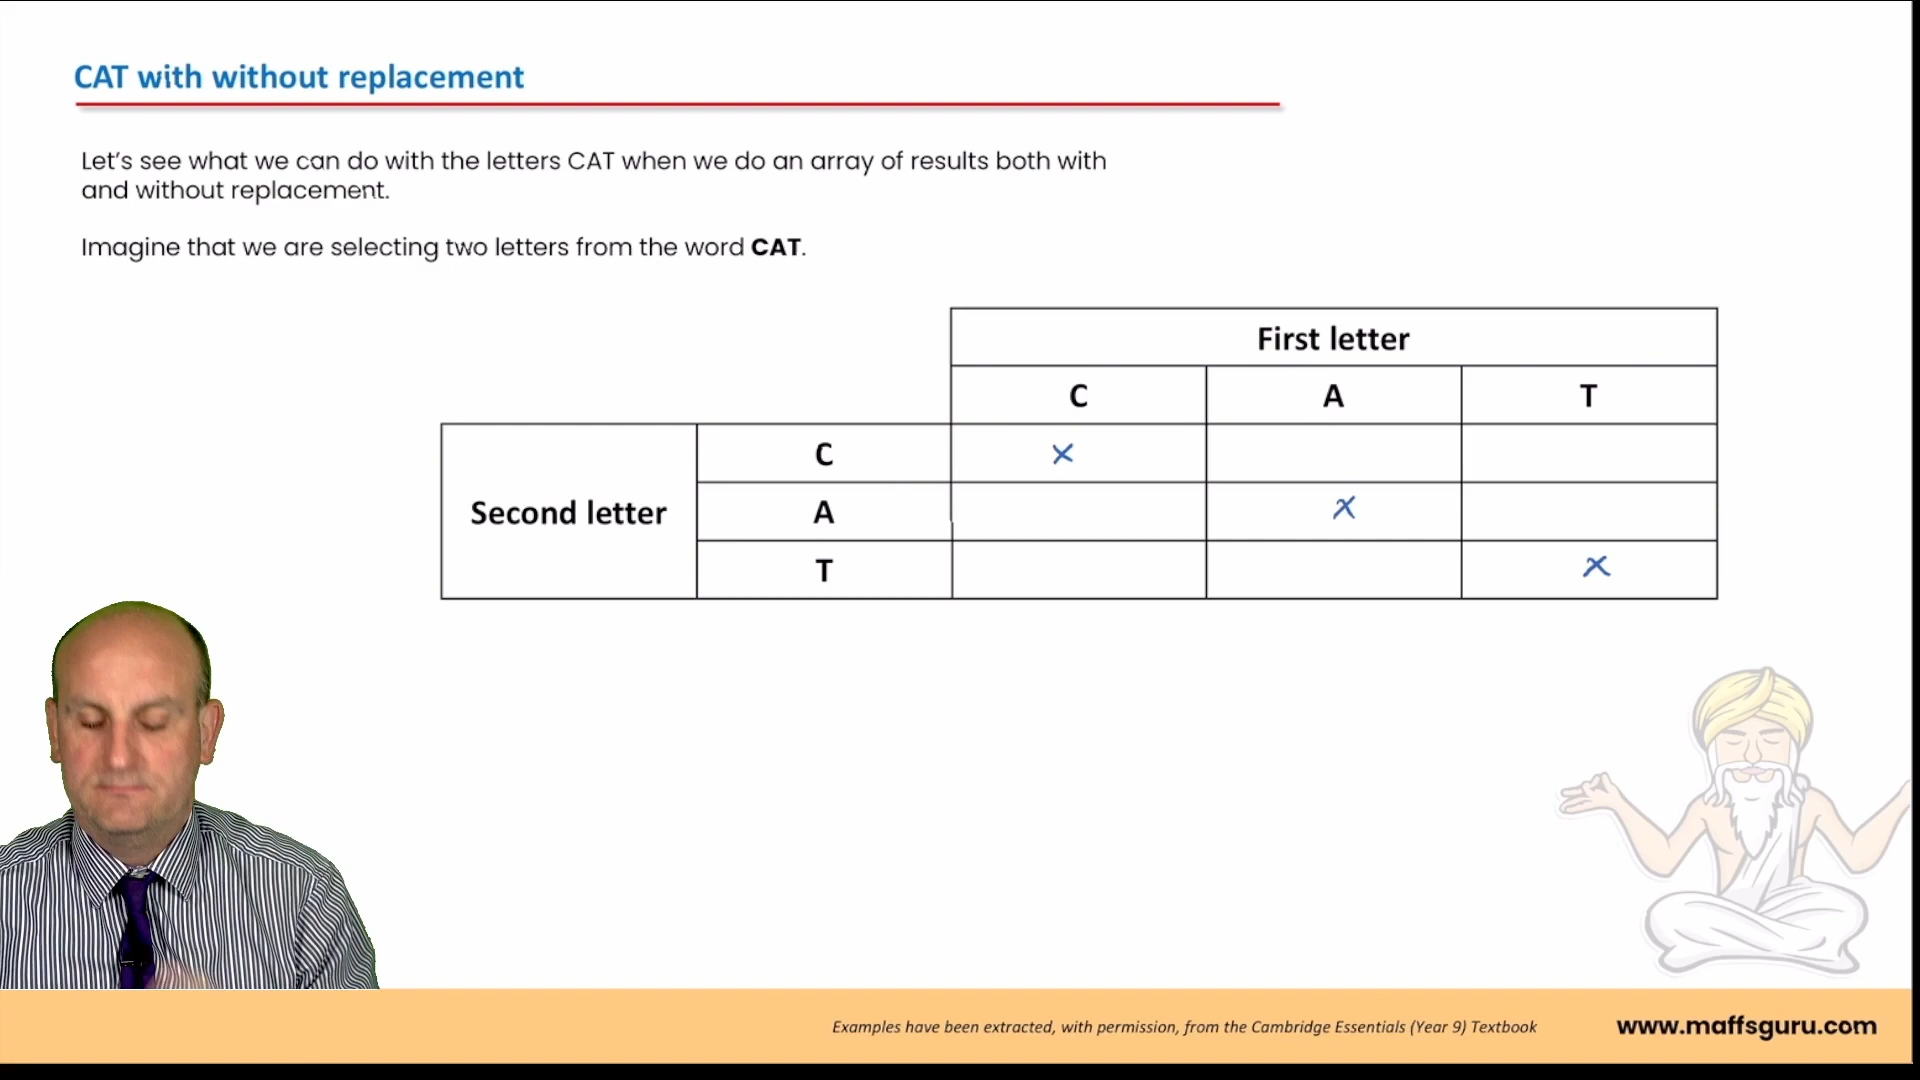 CAT with without replacement
Let's see what we can do with the letters CAT when we do an array of results both with
and without replacement.
Imagine that we are selecting two letters from the word CAT.
First letter
C A T
Second letter
C ×
A ×
T ×
Examples have been extracted, with permission, from the Cambridge Essentials (Year 9) Textbook
www.maffsguru.com